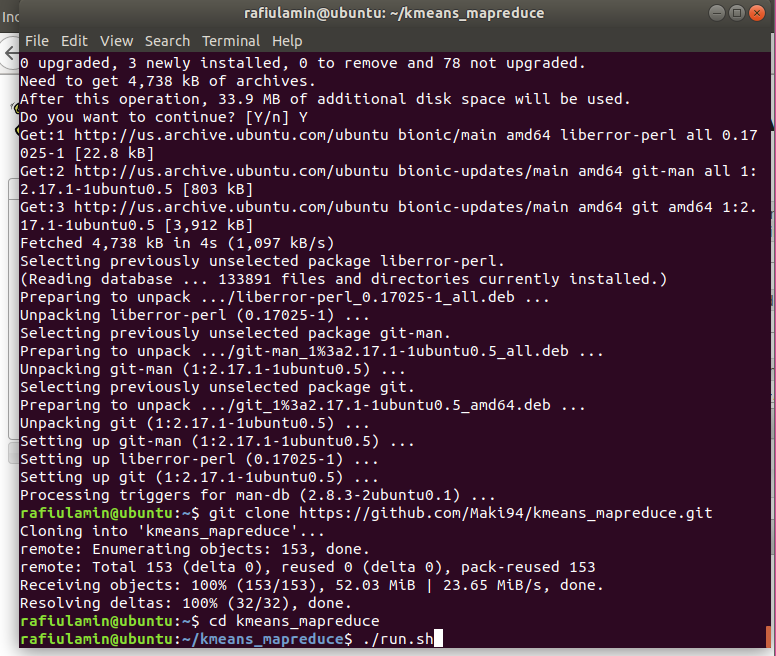 rafiulamin@ubuntu: ~/kmeans_mapreduce
File Edit View Search Terminal Help
0 upgraded, 3 newly installed, 0 to remove and 78 not upgraded.
Need to get 4,738 kB of archives.
After this operation, 33.9 MB of additional disk space will be used.
Do you want to continue? [Y/n] Y
Get:1 http://us.archive.ubuntu.com/ubuntu bionic/main amd64 liberror-perl all 0.17
025-1 [22.8 kB]
Get:2 http://us.archive.ubuntu.com/ubuntu bionic-updates/main amd64 git-man all 1:
2.17.1-1ubuntu0.5 [803 kB]
Get:3 http://us.archive.ubuntu.com/ubuntu bionic-updates/main amd64 git amd64 1:2.
17.1-1ubuntu0.5 [3,912 kB]
Fetched 4,738 kB in 4s (1,097 kB/s)
Selecting previously unselected package liberror-perl.
(Reading database ... 133891 files and directories currently installed.)
Preparing to unpack .../liberror-perl_0.17025-1_all.deb ...
Unpacking liberror-perl (0.17025-1) ...
Selecting previously unselected package git-man.
Preparing to unpack .../git-man_1%3a2.17.1-1ubuntu0.5_all.deb ...
Unpacking git-man (1:2.17.1-1ubuntu0.5) ...
Selecting previously unselected package git.
Preparing to unpack .../git_1%3a2.17.1-1ubuntu0.5_amd64.deb ...
Unpacking git (1:2.17.1-1ubuntu0.5) ...
Setting up git-man (1:2.17.1-1ubuntu0.5) ...
Setting up liberror-perl (0.17025-1) ...
Setting up git (1:2.17.1-1ubuntu0.5) ...
Processing triggers for man-db (2.8.3-2ubuntu0.1) ...
rafiulamin@ubuntu:~$ git clone https://github.com/Maki94/kmeans_mapreduce.git
Cloning into 'kmeans_mapreduce'...
remote: Enumerating objects: 153, done.
remote: Total 153 (delta 0), reused 0 (delta 0), pack-reused 153
Receiving objects: 100% (153/153), 52.03 MiB | 23.65 MiB/s, done.
Resolving deltas: 100% (32/32), done.
rafiulamin@ubuntu:~$ cd kmeans_mapreduce
rafiulamin@ubuntu:~/kmeans_mapreduce$ ./run.sh